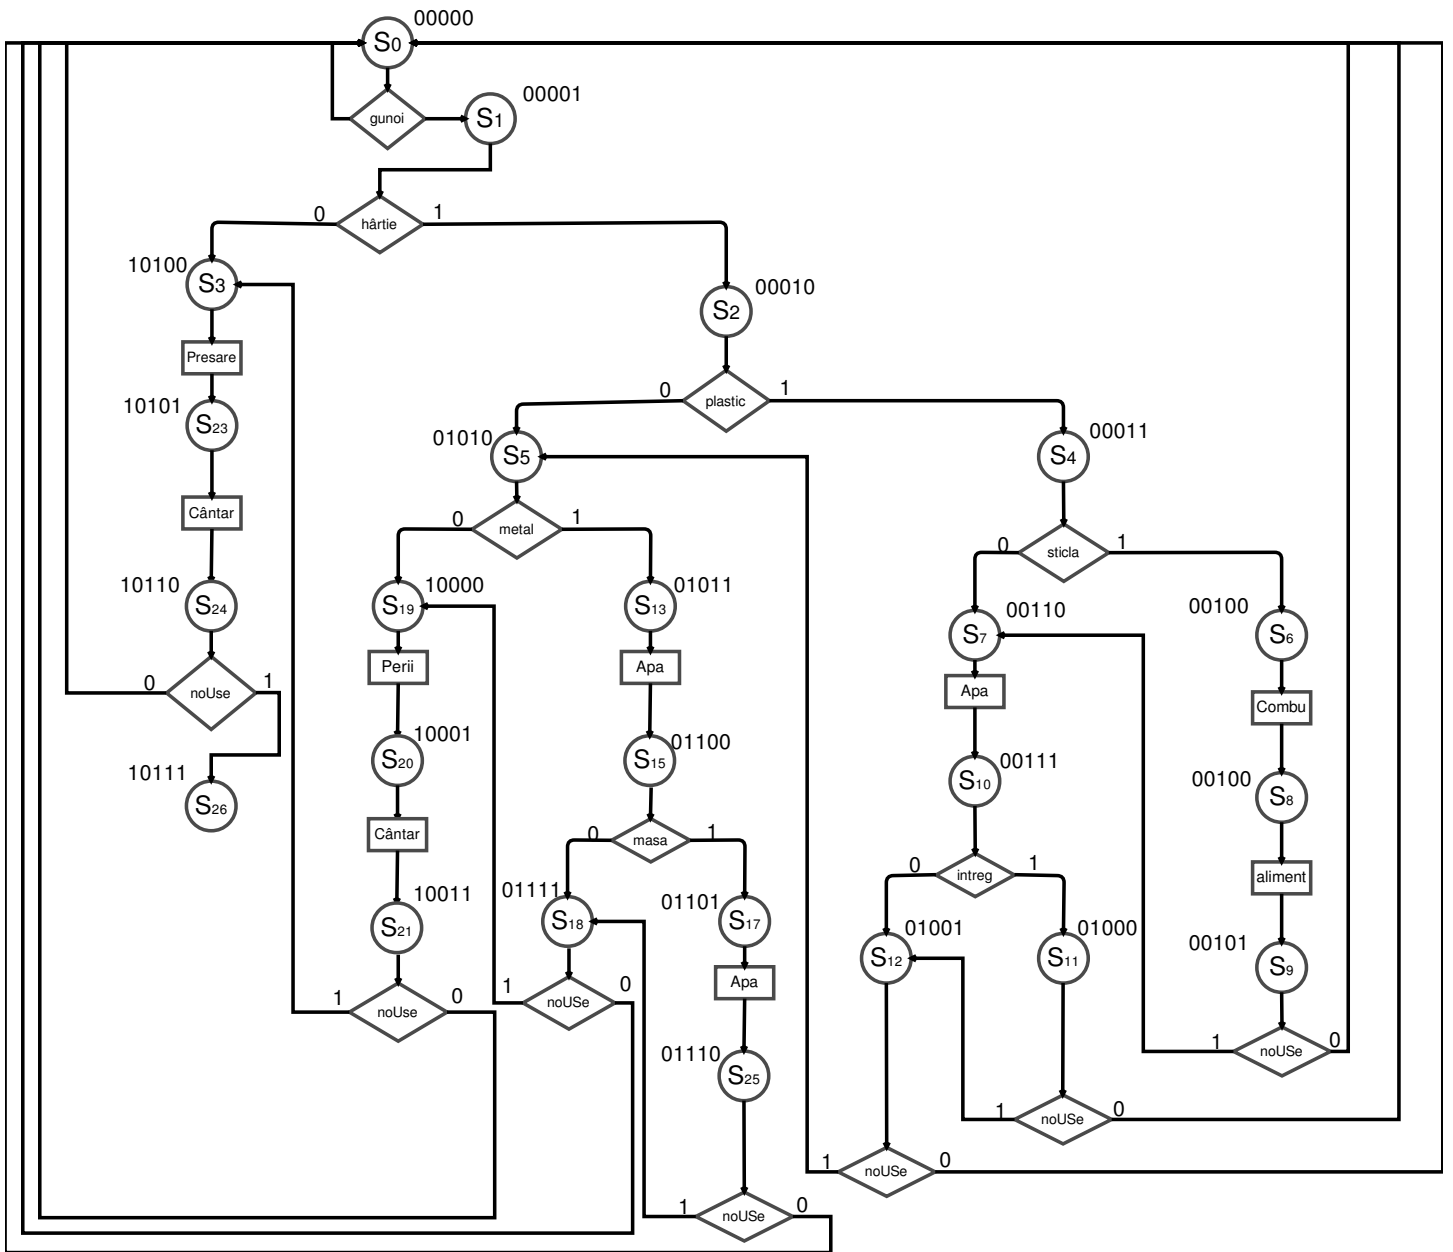 00000
S0
gunoi
S1
00001
hârtie
0
1
10100
S3
00010
S2
Presare
plastic
0
1
10101
S23
01010
S5
00011
S4
Cântar
metal
0
1
sticla
0
1
10110
S24
10000
S19
01011
S13
00110
S7
00100
S6
noUse
0
1
Perii
Apa
Apa
Combu
10111
S26
10001
S20
01100
S15
00111
S10
00100
S8
Cântar
masa
0
1
intreg
0
1
aliment
10011
S21
01111
S18
01101
S17
01001
S12
01000
S11
00101
S9
noUse
1
0
noUSe
1
0
Apa
noUSe
1
0
01110
S25
noUSe
1
0
noUSe
1
0
noUSe
1
0